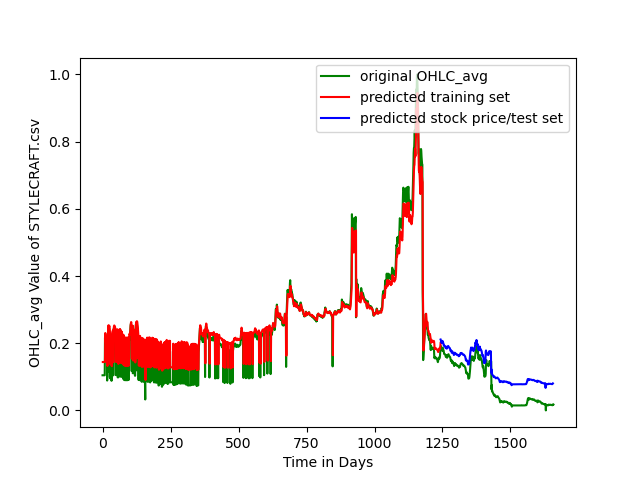 original OHLC_avg
predicted training set
predicted stock price/test set
OHLC_avg Value of STYLECRAFT.csv
1.0
0.8
0.6
0.4
0.2
0.0
0
250
500
750
1000
1250
1500
Time in Days